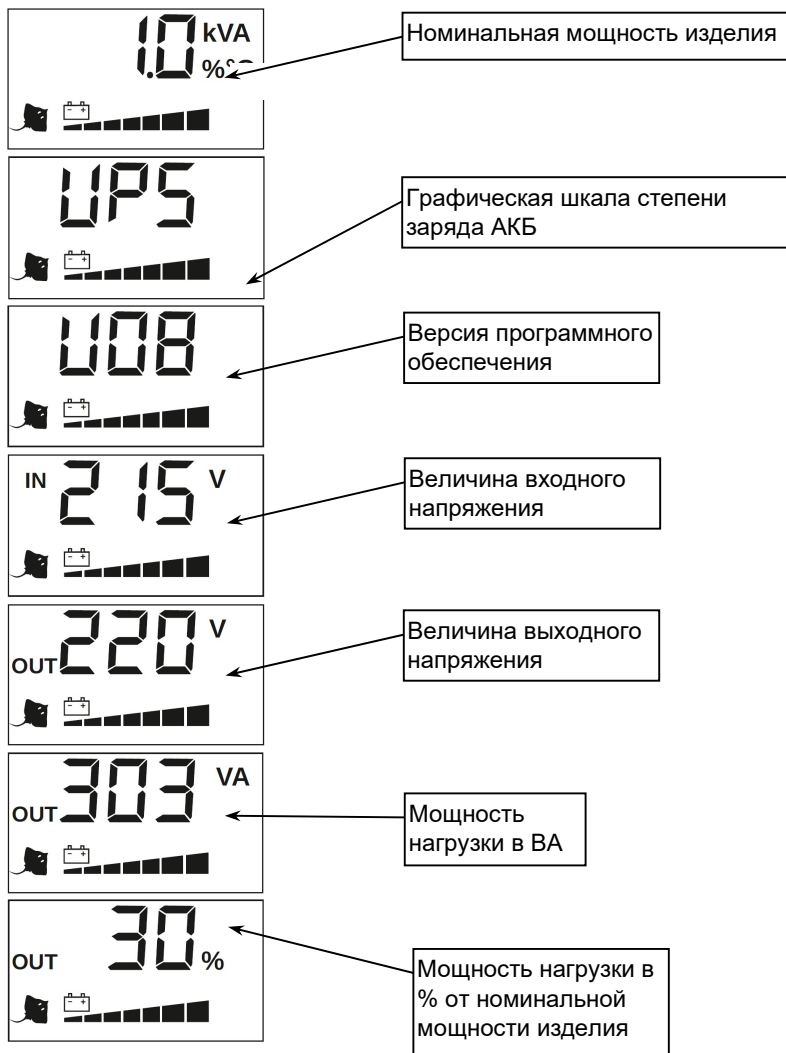 1.0 kVA
%°C
Номинальная мощность изделия
UPS
Графическая шкала степени
заряда АКБ
U08
Версия программного
обеспечения
IN 215 V
Величина входного
напряжения
OUT 220 V
Величина выходного
напряжения
OUT 303 VA
Мощность
нагрузки в ВА
OUT 30 %
Мощность нагрузки в
% от номинальной
мощности изделия